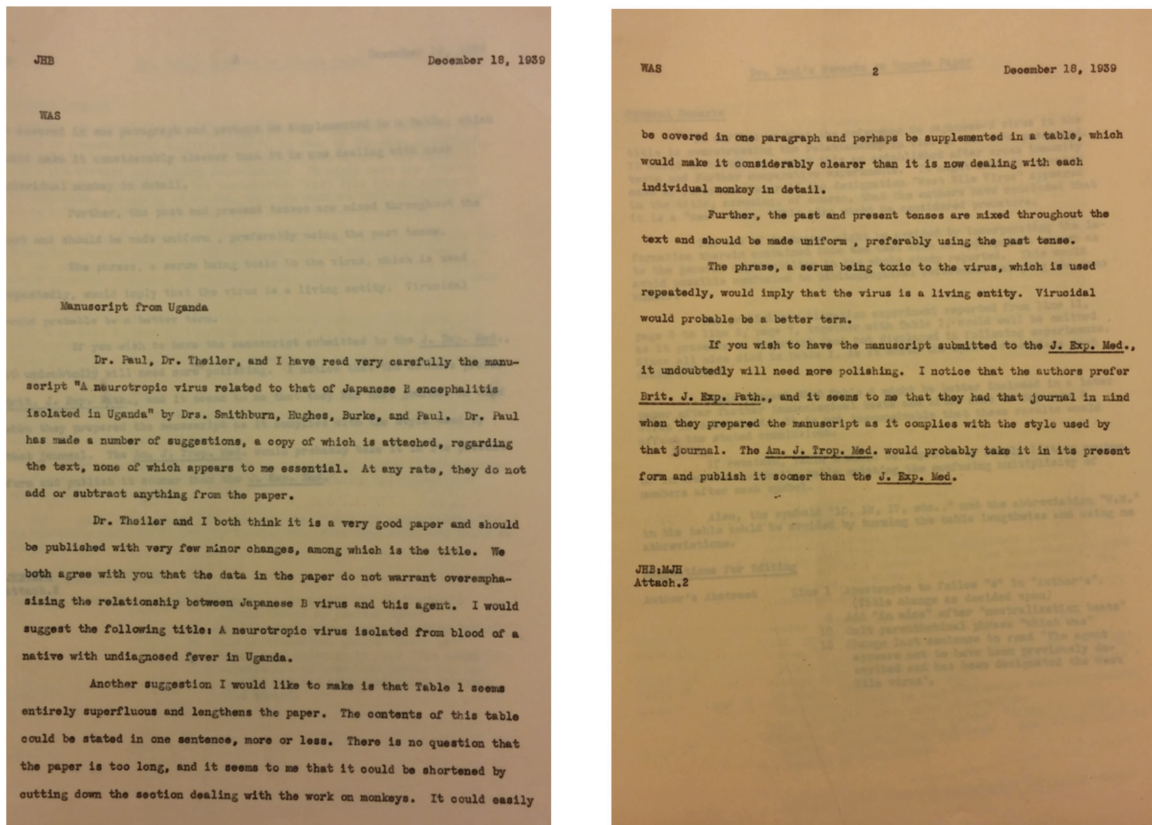 JHB December 18, 1939
WAS
Manuscript from Uganda
Dr. Paul, Dr. Theiler, and I have read very carefully the manu-
script "A neurotropic virus related to that of Japanese B encephalitis
isolated in Uganda" by Drs. Smithburn, Hughes, Burke, and Paul. Dr. Paul
has made a number of suggestions, a copy of which is attached, regarding
the text, none of which appears to me essential. At any rate, they do not
add or subtract anything from the paper.
Dr. Theiler and I both think it is a very good paper and should
be published with very few minor changes, among which is the title. We
both agree with you that the data in the paper do not warrant overempha-
sizing the relationship between Japanese B virus and this agent. I would
suggest the following title: A neurotropic virus isolated from blood of a
native with undiagnosed fever in Uganda.
Another suggestion I would like to make is that Table 1 seems
entirely superfluous and lengthens the paper. The contents of this table
could be stated in one sentence, more or less. There is no question that
the paper is too long, and it seems to me that it could be shortened by
cutting down the section dealing with the work on monkeys. It could easily
WAS 2 December 18, 1939
be covered in one paragraph and perhaps be supplemented in a table, which
would make it considerably clearer than it is now dealing with each
individual monkey in detail.
Further, the past and present tenses are mixed throughout the
text and should be made uniform , preferably using the past tense.
The phrase, a serum being toxic to the virus, which is used
repeatedly, would imply that the virus is a living entity. Virucidal
would probable be a better term.
If you wish to have the manuscript submitted to the J. Exp. Med.,
it undoubtedly will need more polishing. I notice that the authors prefer
Brit. J. Exp. Path., and it seems to me that they had that journal in mind
when they prepared the manuscript as it complies with the style used by
that journal. The Am. J. Trop. Med. would probably take it in its present
form and publish it sooner than the J. Exp. Med.
JHB:MJH
Attach.2